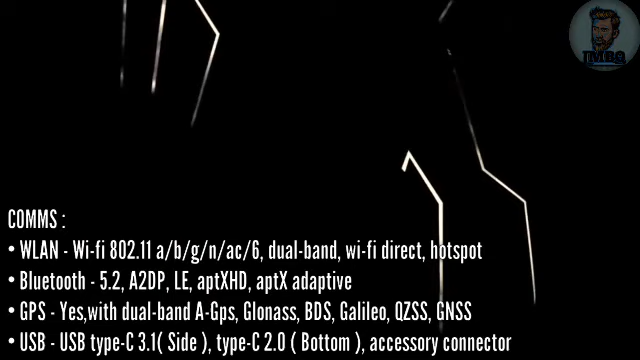 TMRG
COMMS :
• WLAN - Wi-fi 802.11 a/b/g/n/ac/6, dual-band, wi-fi direct, hotspot
• Bluetooth - 5.2, A2DP, LE, aptXHD, aptX adaptive
• GPS - Yes,with dual-band A-Gps, Glonass, BDS, Galileo, QZSS, GNSS
• USB - USB type-C 3.1( Side ), type-C 2.0 ( Bottom ), accessory connector